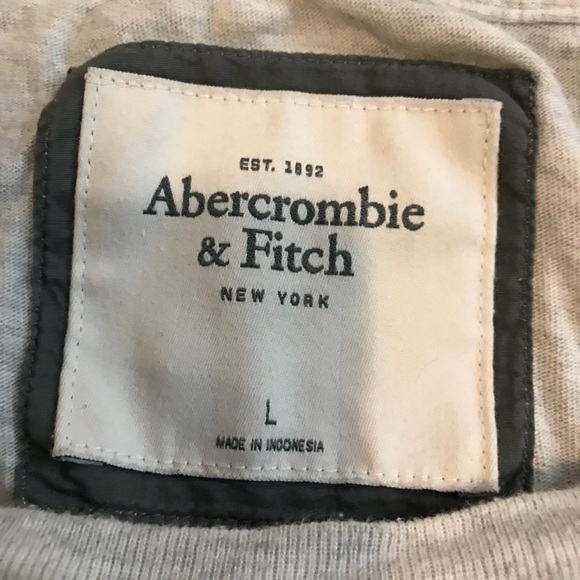 EST. 1892
Abercrombie
& Fitch
NEW YORK
L
MADE IN INDONESIA